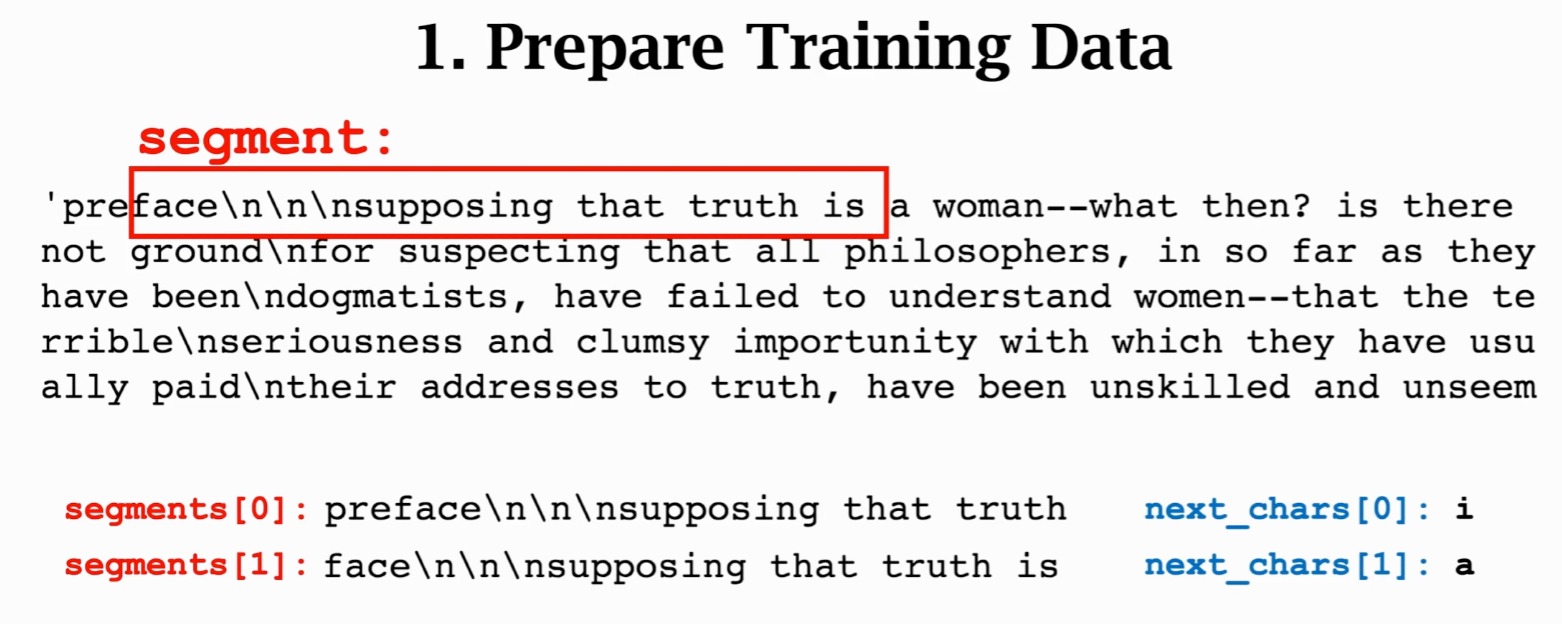 1. Prepare Training Data
segment:
'preface\n\n\nsupposing that truth is a woman--what then? is there
not ground\nfor suspecting that all philosophers, in so far as they
have been\ndogmatists, have failed to understand women--that the te
rrible\nseriousness and clumsy importunity with which they have usu
ally paid\ntheir addresses to truth, have been unskilled and unseem
segments[0]: preface\n\n\nsupposing that truth next_chars[0]: i
segments[1]: face\n\n\nsupposing that truth is next_chars[1]: a